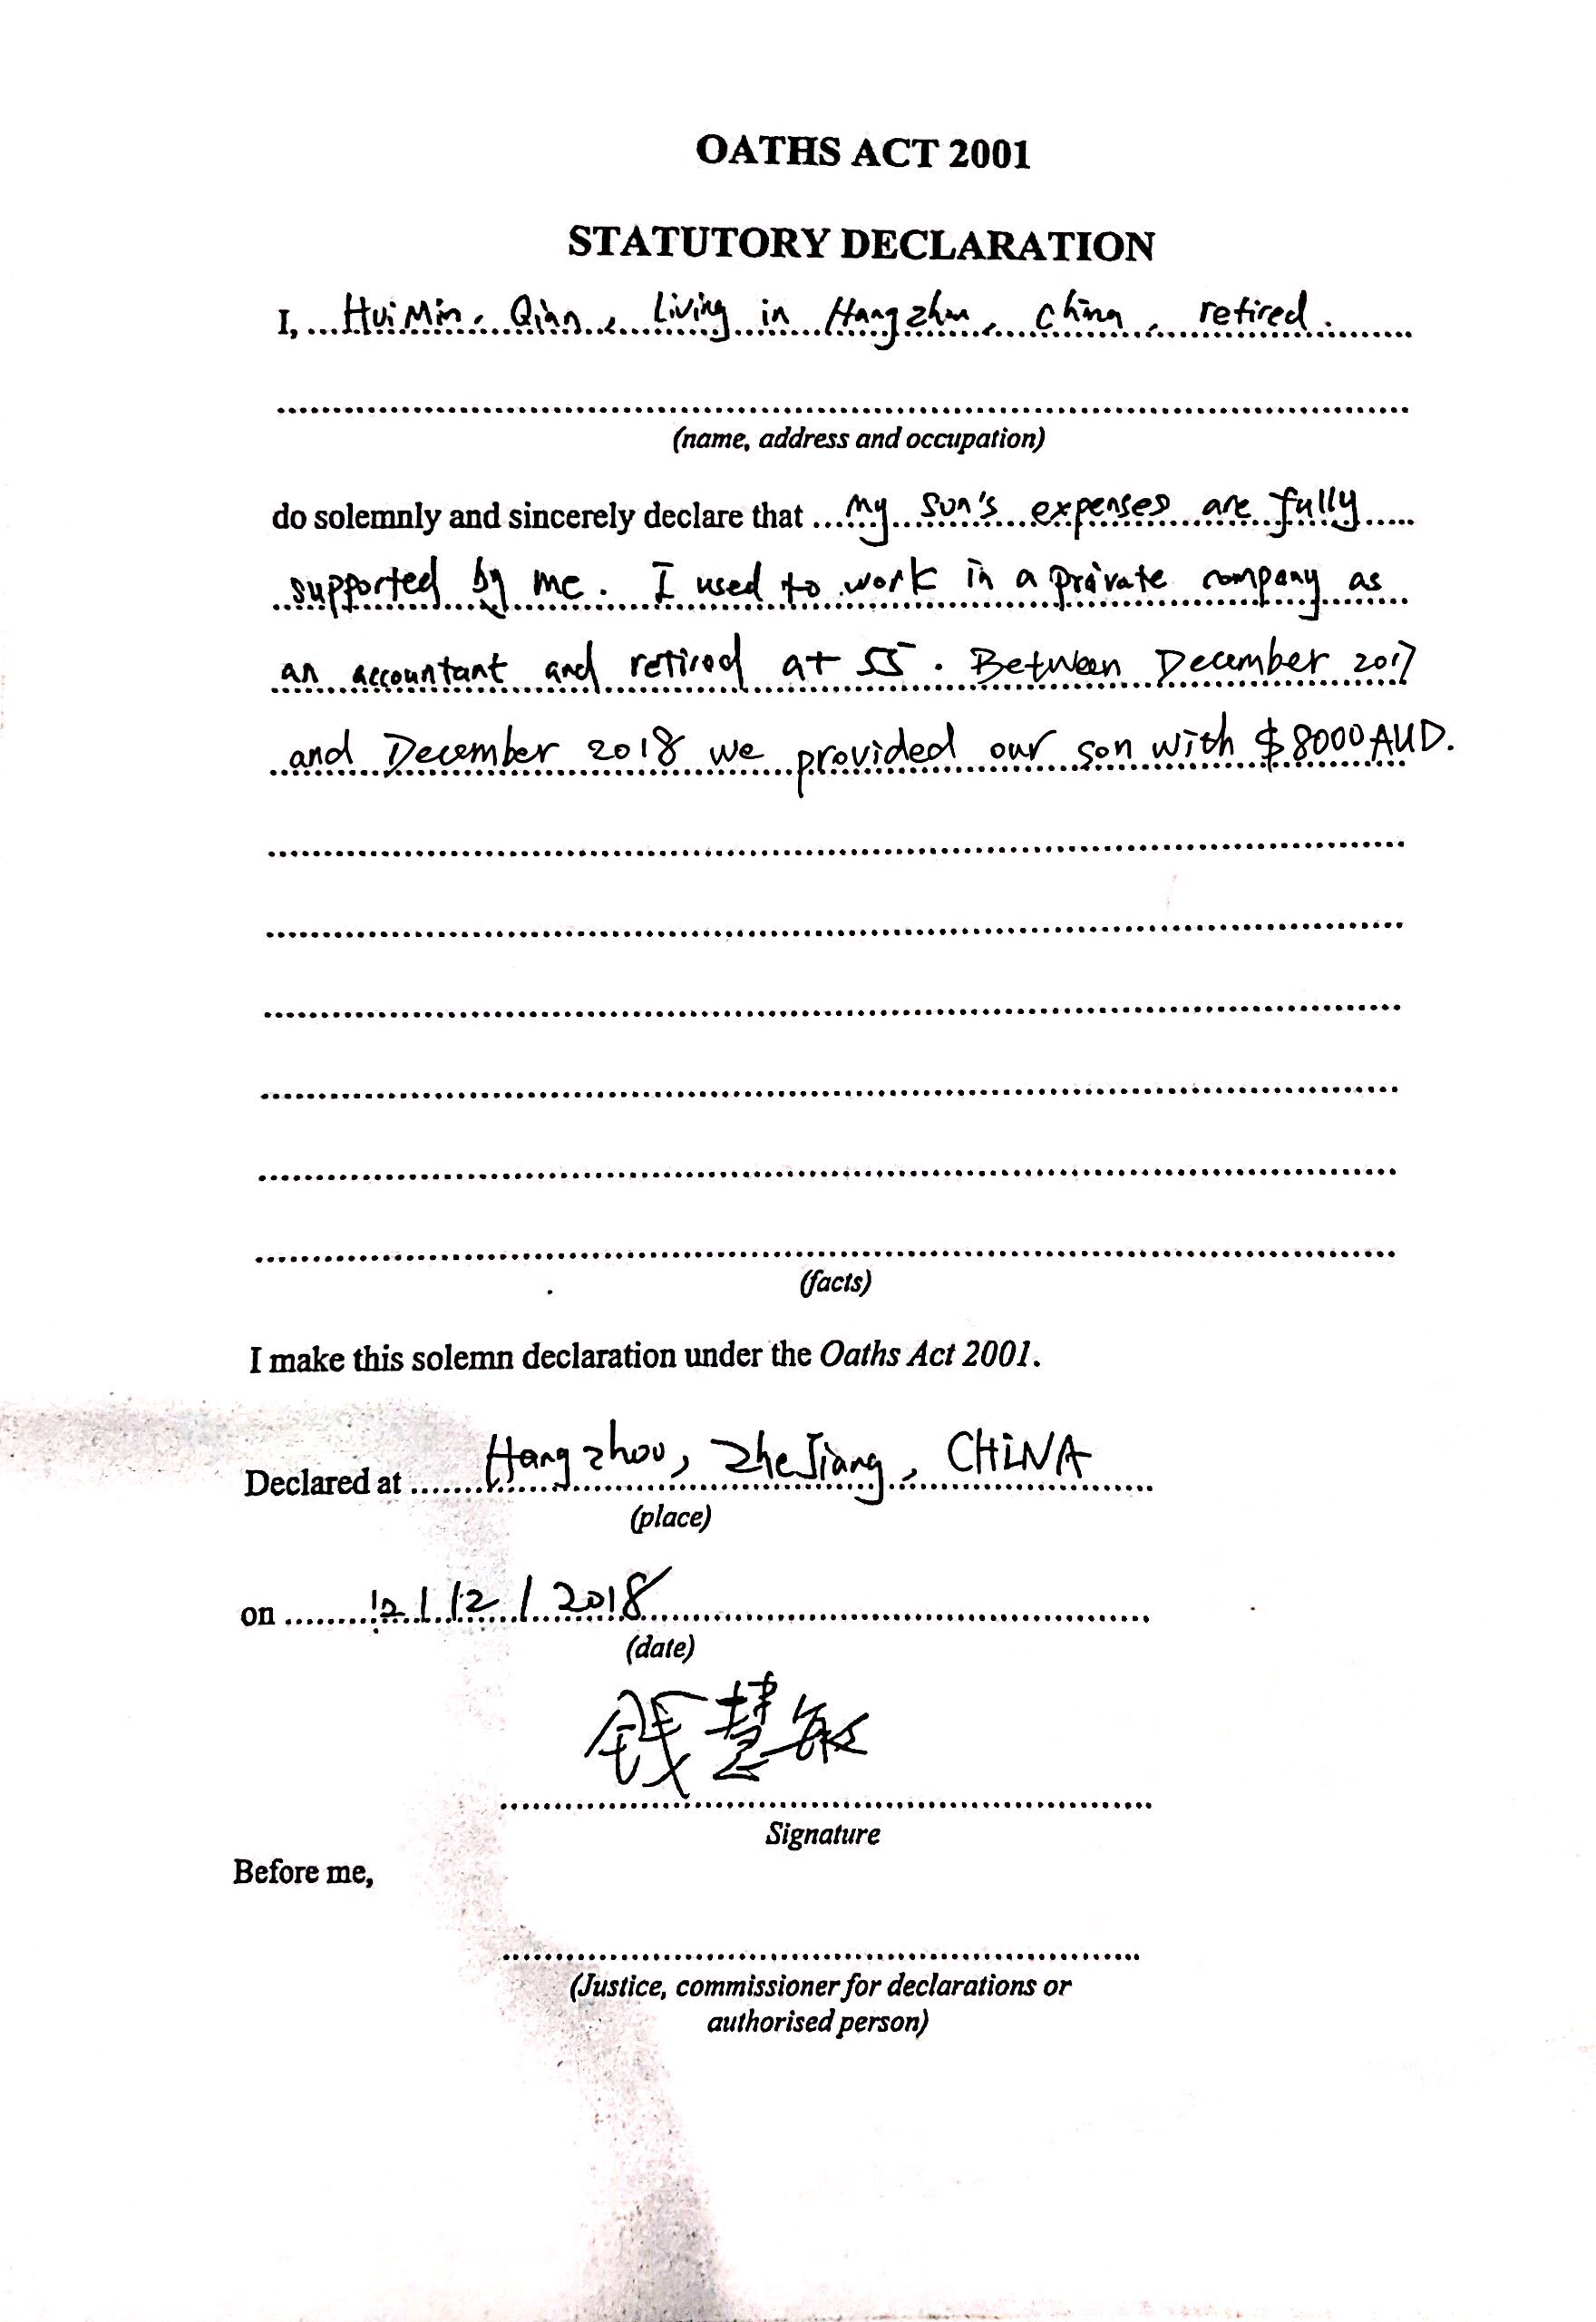 OATHS ACT 2001
STATUTORY DECLARATION
I, HuiMin, Qian, Living in Hangzhou, China, retired.
(name, address and occupation)
do solemnly and sincerely declare that my son's expenses are fully
supported by me. I used to work in a private company as
an accountant and retired at 55. Between December 2017
and December 2018 we provided our son with $8000AUD.
(facts)
I make this solemn declaration under the Oaths Act 2001.
Declared at Hangzhou, ZheJiang, CHiNA
(place)
on 12/12/2018
(date)
钱慧敏
Signature
Before me,
(Justice, commissioner for declarations or
authorised person)